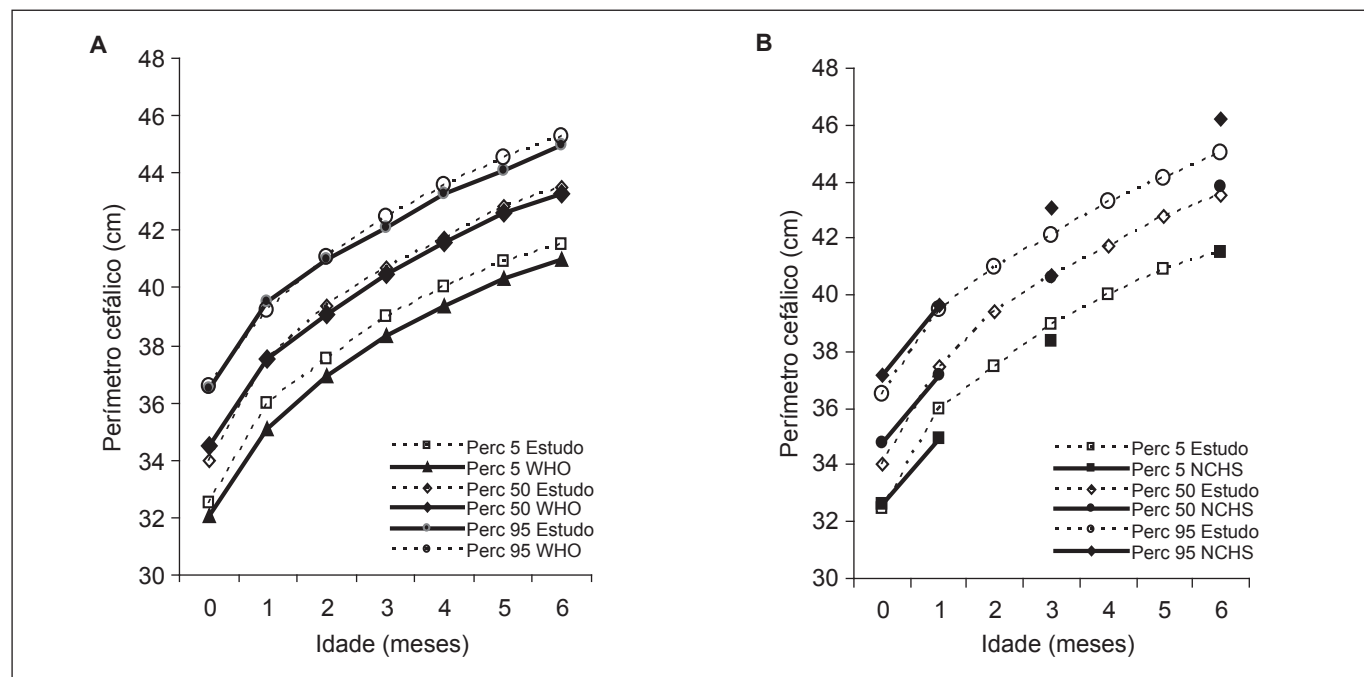 A
48
46
44
42
40
38
36
34
32
30
Perímetro cefálico (cm)
0 1 2 3 4 5 6
Idade (meses)
Perc 5 Estudo
Perc 5 WHO
Perc 50 Estudo
Perc 50 WHO
Perc 95 Estudo
Perc 95 WHO
B
48
46
44
42
40
38
36
34
32
30
Perímetro cefálico (cm)
0 1 2 3 4 5 6
Idade (meses)
Perc 5 Estudo
Perc 5 NCHS
Perc 50 Estudo
Perc 50 NCHS
Perc 95 Estudo
Perc 95 NCHS